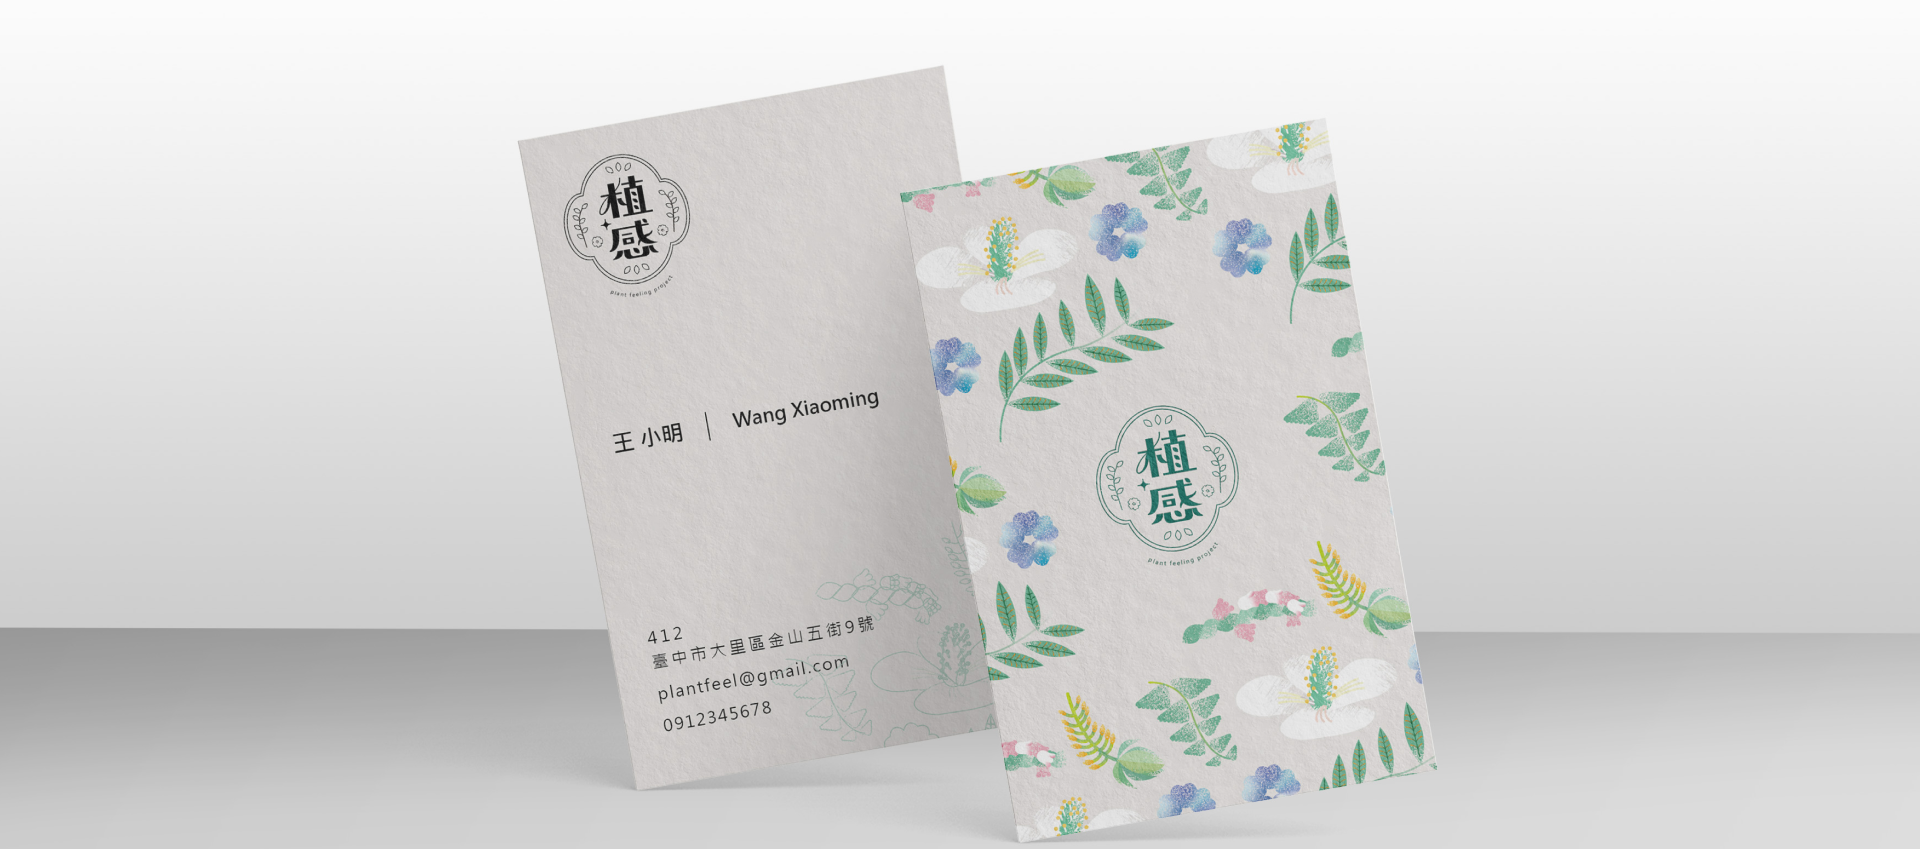 植感
plant feeling project
王 小明 | Wang Xiaoming
412
臺中市大里區金山五街9號
plantfeel@gmail.com
0912345678
植感
plant feeling project